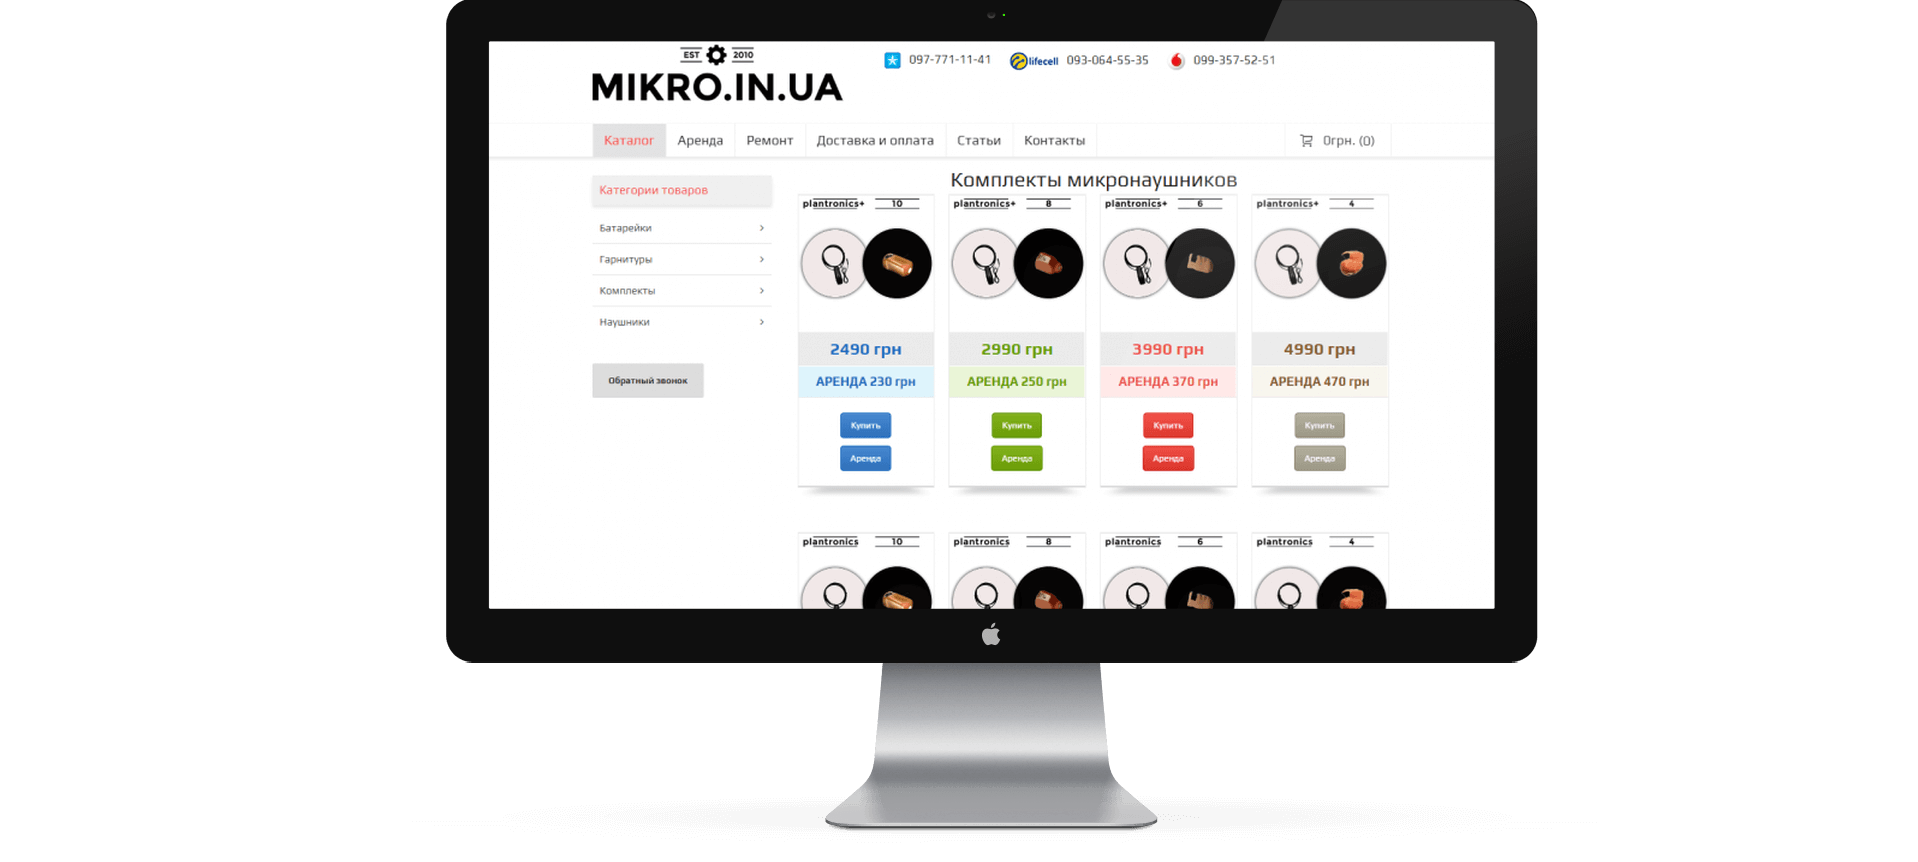 EST 2010
MIKRO.IN.UA
097-771-11-41 lifecell 093-064-55-35 099-357-52-51
Каталог Аренда Ремонт Доставка и оплата Статьи Контакты 0грн. (0)
Категории товаров
Батарейки
Гарнитуры
Комплекты
Наушники
Обратный звонок
Комплекты микронаушников
plantronics+ 10 plantronics+ 8 plantronics+ 6 plantronics+ 4
2490 грн 2990 грн 3990 грн 4990 грн
АРЕНДА 230 грн АРЕНДА 250 грн АРЕНДА 370 грн АРЕНДА 470 грн
Купить Купить Купить Купить
Аренда Аренда Аренда Аренда
plantronics 10 plantronics 8 plantronics 6 plantronics 4